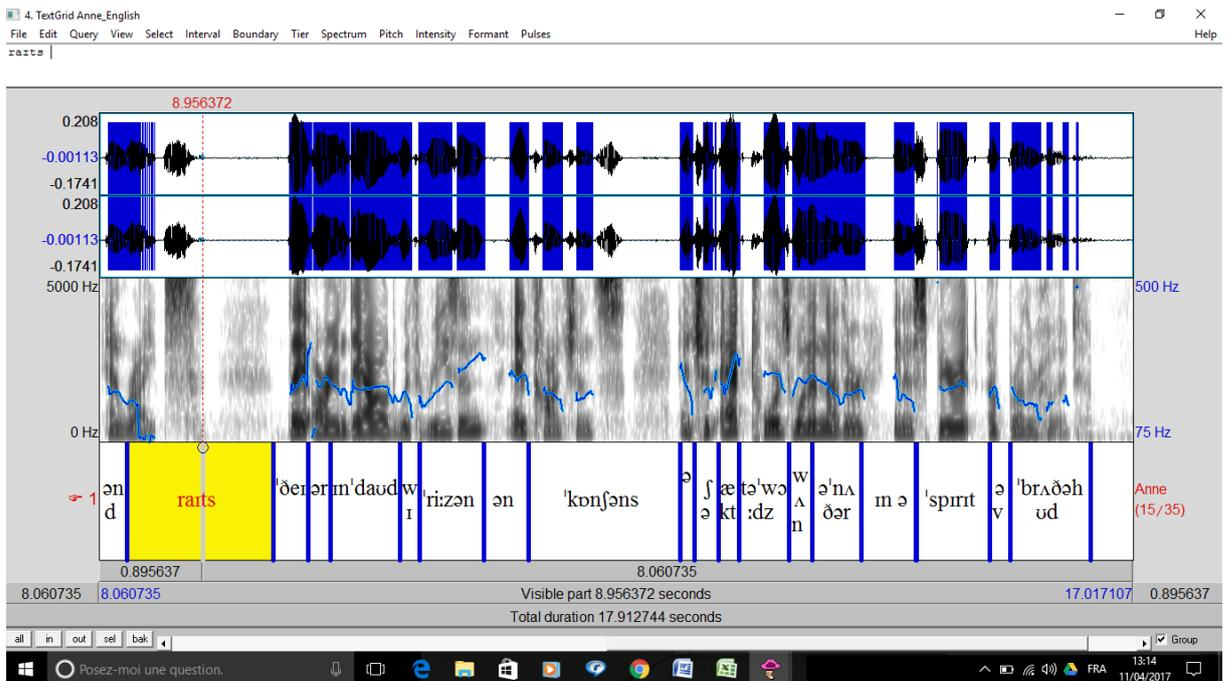 4. TextGrid Anne_English
File Edit Query View Select Interval Boundary Tier Spectrum Pitch Intensity Formant Pulses Help
raɪts
8.956372
0.208
-0.00113
-0.1741
0.208
-0.00113
-0.1741
5000 Hz 500 Hz
0 Hz 75 Hz
☞ 1
ən
d
raɪts
ˈðeɪ
ər
ɪnˈdaʊd
w
ɪ
ˈriːzən
ən
ˈkɒnʃəns
ə
ʃ
ə
æ
kt
təˈwɔ
ːdz
w
ʌ
n
əˈnʌ
ðər
ɪn ə
ˈspɪrɪt
ə
v
ˈbrʌðəh
ʊd
Anne
(15/35)
0.895637 8.060735
8.060735 8.060735 Visible part 8.956372 seconds 17.017107 0.895637
Total duration 17.912744 seconds
all in out sel bak Group
Posez-moi une question. FRA 13:14
11/04/2017